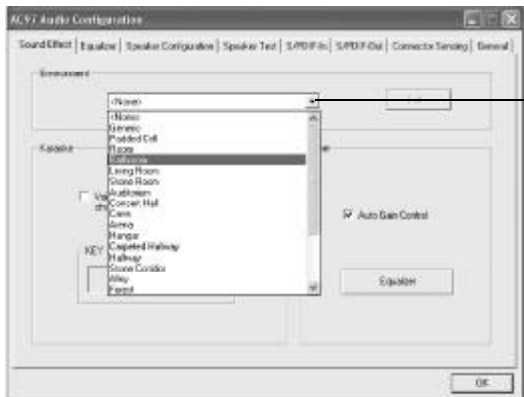 AC97 Audio Configuration
Sound Effect | Equalizer | Speaker Configuration | Speaker Test | S/PDIF-In | S/PDIF-Out | Connector Sensing | General
Environment
<None>
<None>
Generic
Padded Cell
Room
Bathroom
Living Room
Stone Room
Auditorium
Concert Hall
Cave
Arena
Hangar
Carpeted Hallway
Hallway
Stone Corridor
Alley
Forest
Karaoke
KEY
Auto Gain Control
Equalizer
OK